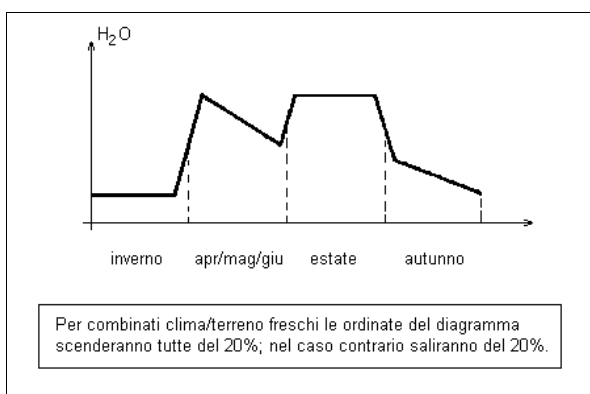 H2O
inverno apr/mag/giu estate autunno
Per combinati clima/terreno freschi le ordinate del diagramma
scenderanno tutte del 20%; nel caso contrario saliranno del 20%.